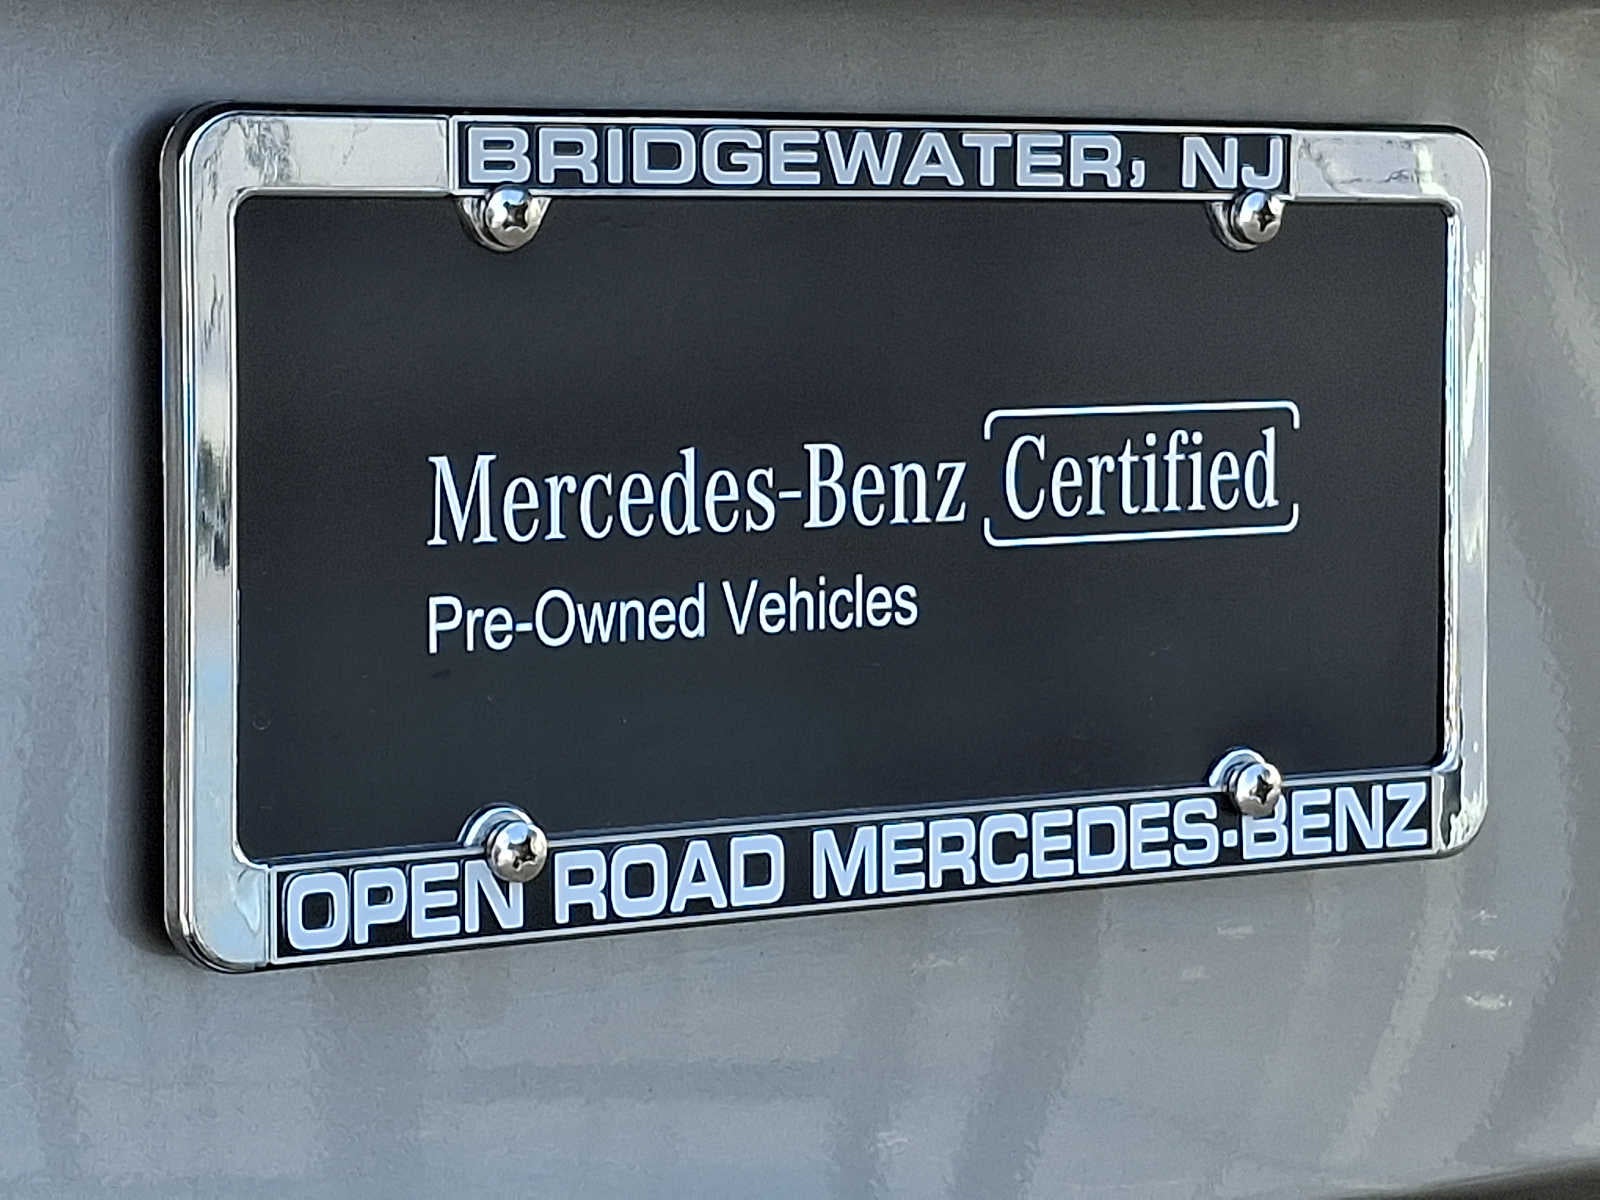 BRIDGEWATER, NJ
Mercedes-Benz Certified
Pre-Owned Vehicles
OPEN ROAD MERCEDES-BENZ